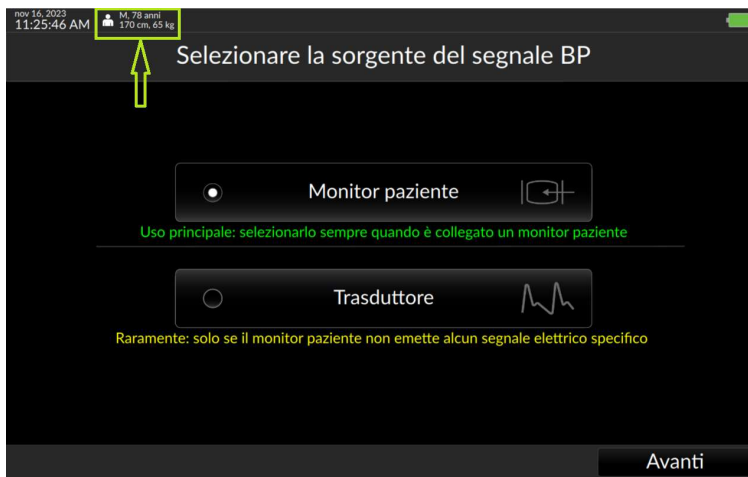 nov 16, 2023
11:25:46 AM
M, 78 anni
170 cm, 65 kg
Selezionare la sorgente del segnale BP
Monitor paziente
Uso principale: selezionarlo sempre quando è collegato un monitor paziente
Trasduttore
Raramente: solo se il monitor paziente non emette alcun segnale elettrico specifico
Avanti